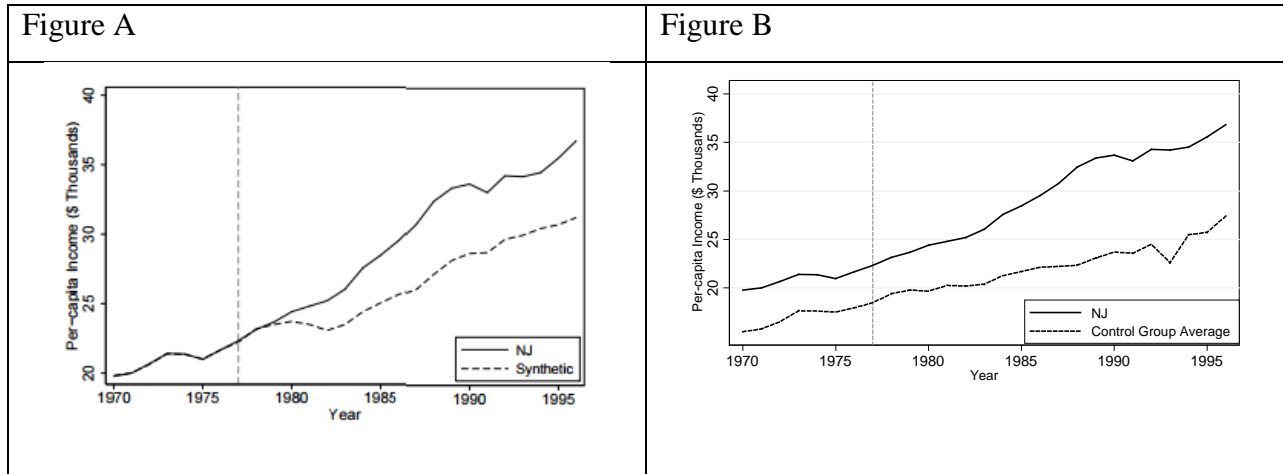 Figure A
Figure B
Per-capita Income ($ Thousands)
40
35
30
25
20
NJ
Synthetic
1970 1975 1980 1985 1990 1995
Year
Per-capita Income ($ Thousands)
40
35
30
25
20
NJ
Control Group Average
1970 1975 1980 1985 1990 1995
Year